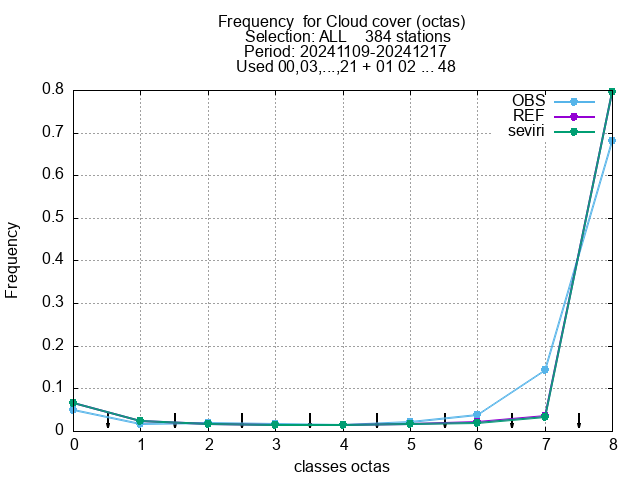 Frequency  for Cloud cover (octas)
Selection: ALL    384 stations
Period: 20241109-20241217
Used 00,03,...,21 + 01 02 ... 48
OBS
REF
seviri
0.8
0.7
0.6
0.5
0.4
0.3
0.2
0.1
0
Frequency
0 1 2 3 4 5 6 7 8
classes octas